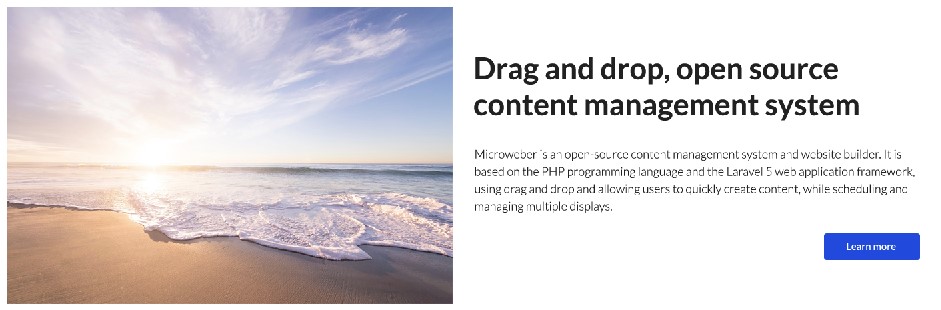 Drag and drop, open source
content management system
Microweber is an open-source content management system and website builder. It is
based on the PHP programming language and the Laravel 5 web application framework,
using drag and drop and allowing users to quickly create content, while scheduling and
managing multiple displays.
Learn more